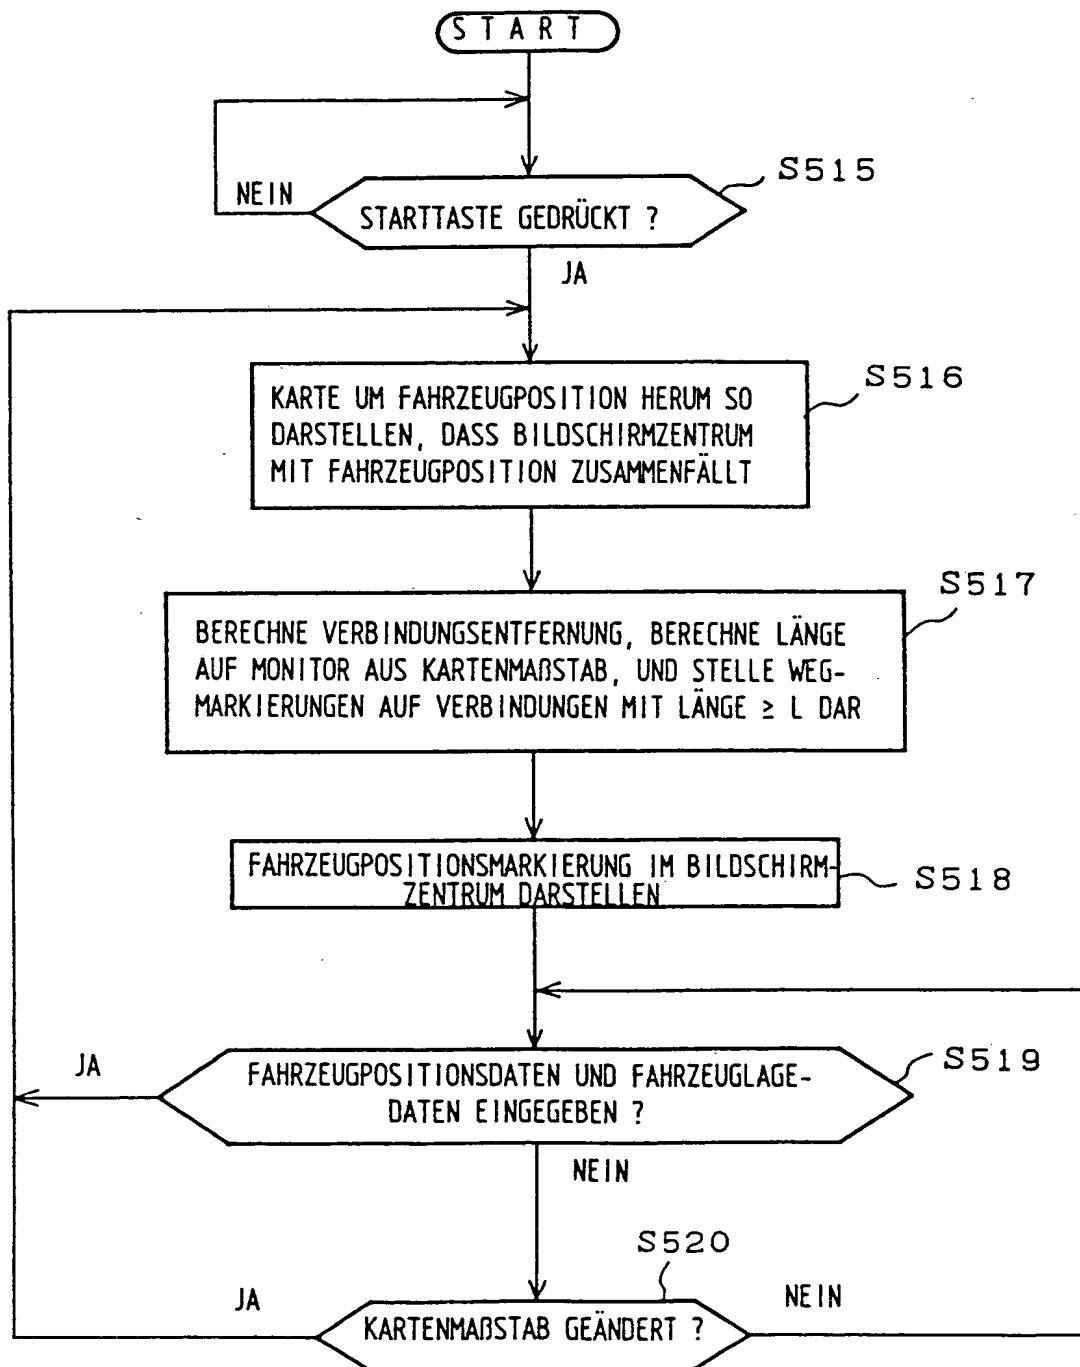 START
S515
NEIN
STARTTASTE GEDRÜCKT ?
JA
S516
KARTE UM FAHRZEUGPOSITION HERUM SO
DARSTELLEN, DASS BILDSCHIRMZENTRUM
MIT FAHRZEUGPOSITION ZUSAMMENFÄLLT
S517
BERECHNE VERBINDUNGSENTFERNUNG, BERECHNE LÄNGE
AUF MONITOR AUS KARTENMAßSTAB, UND STELLE WEG-
MARKIERUNGEN AUF VERBINDUNGEN MIT LÄNGE ≥ L DAR
FAHRZEUGPOSITIONSMARKIERUNG IM BILDSCHIRM-
ZENTRUM DARSTELLEN
S518
S519
JA
FAHRZEUGPOSITIONSDATEN UND FAHRZEUGLAGE-
DATEN EINGEGEBEN ?
NEIN
S520
JA
NEIN
KARTENMAßSTAB GEÄNDERT ?